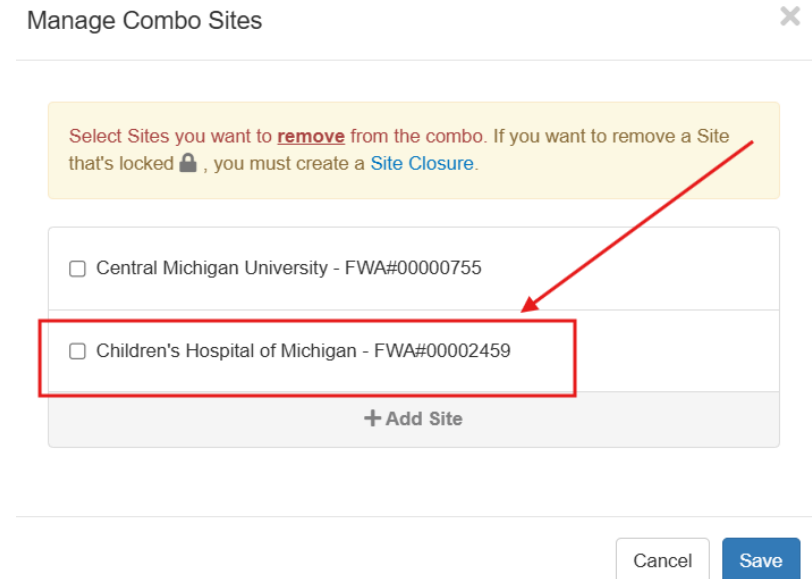 Manage Combo Sites
Select Sites you want to remove from the combo. If you want to remove a Site
that's locked , you must create a Site Closure.
Central Michigan University - FWA#00000755
Children's Hospital of Michigan - FWA#00002459
Add Site
Cancel Save